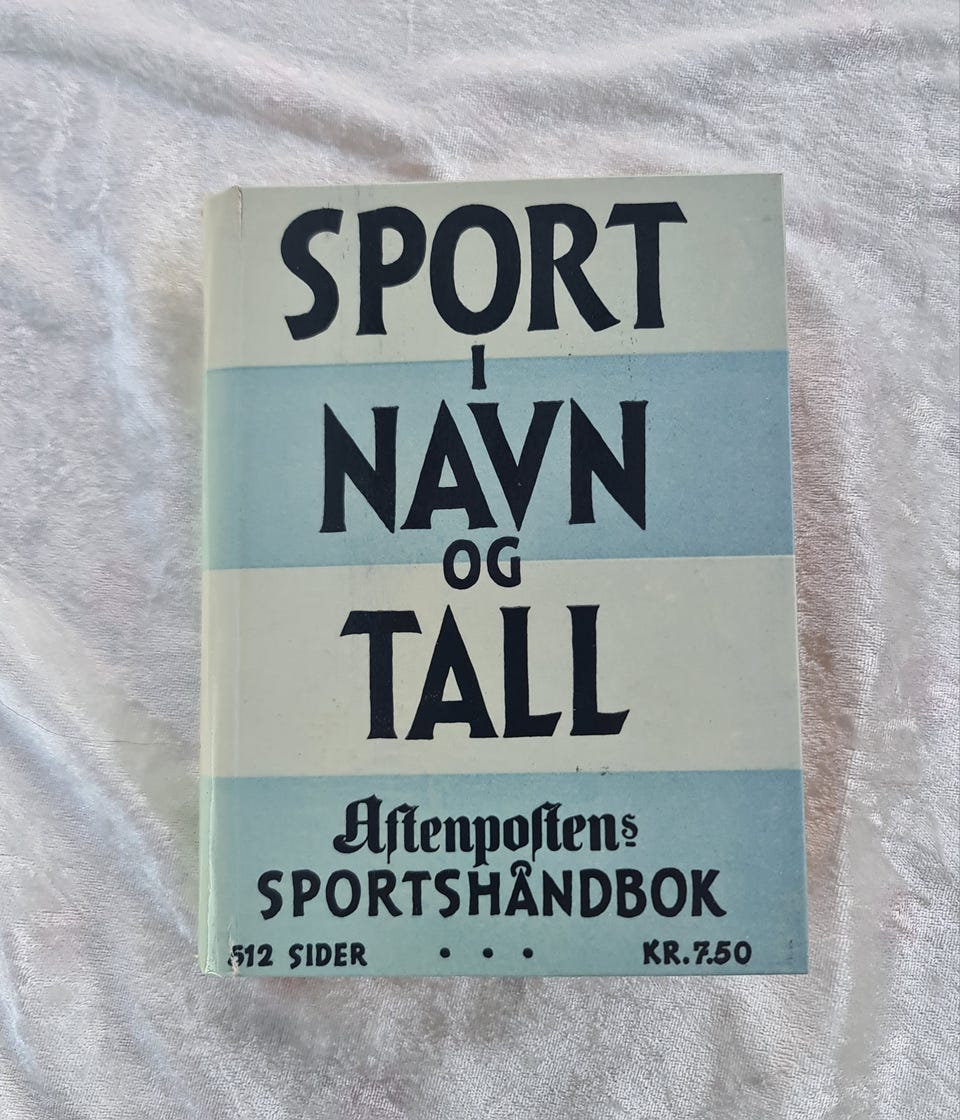 SPORT
I
NAVN
OG
TALL
Aftenpostens
SPORTSHÅNDBOK
512 SIDER • • • KR. 7.50